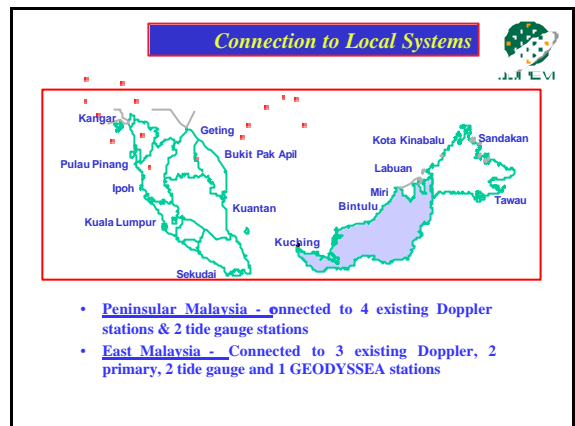 Connection to Local Systems
JUPEM
Kangar
Geting
Kota Kinabalu
Sandakan
Pulau Pinang
Bukit Pak Apil
Labuan
Ipoh
Miri
Tawau
Bintulu
Kuantan
Kuala Lumpur
Kuching
Sekudai
• Peninsular Malaysia - onnected to 4 existing Doppler
stations & 2 tide gauge stations
• East Malaysia - Connected to 3 existing Doppler, 2
primary, 2 tide gauge and 1 GEODYSSEA stations